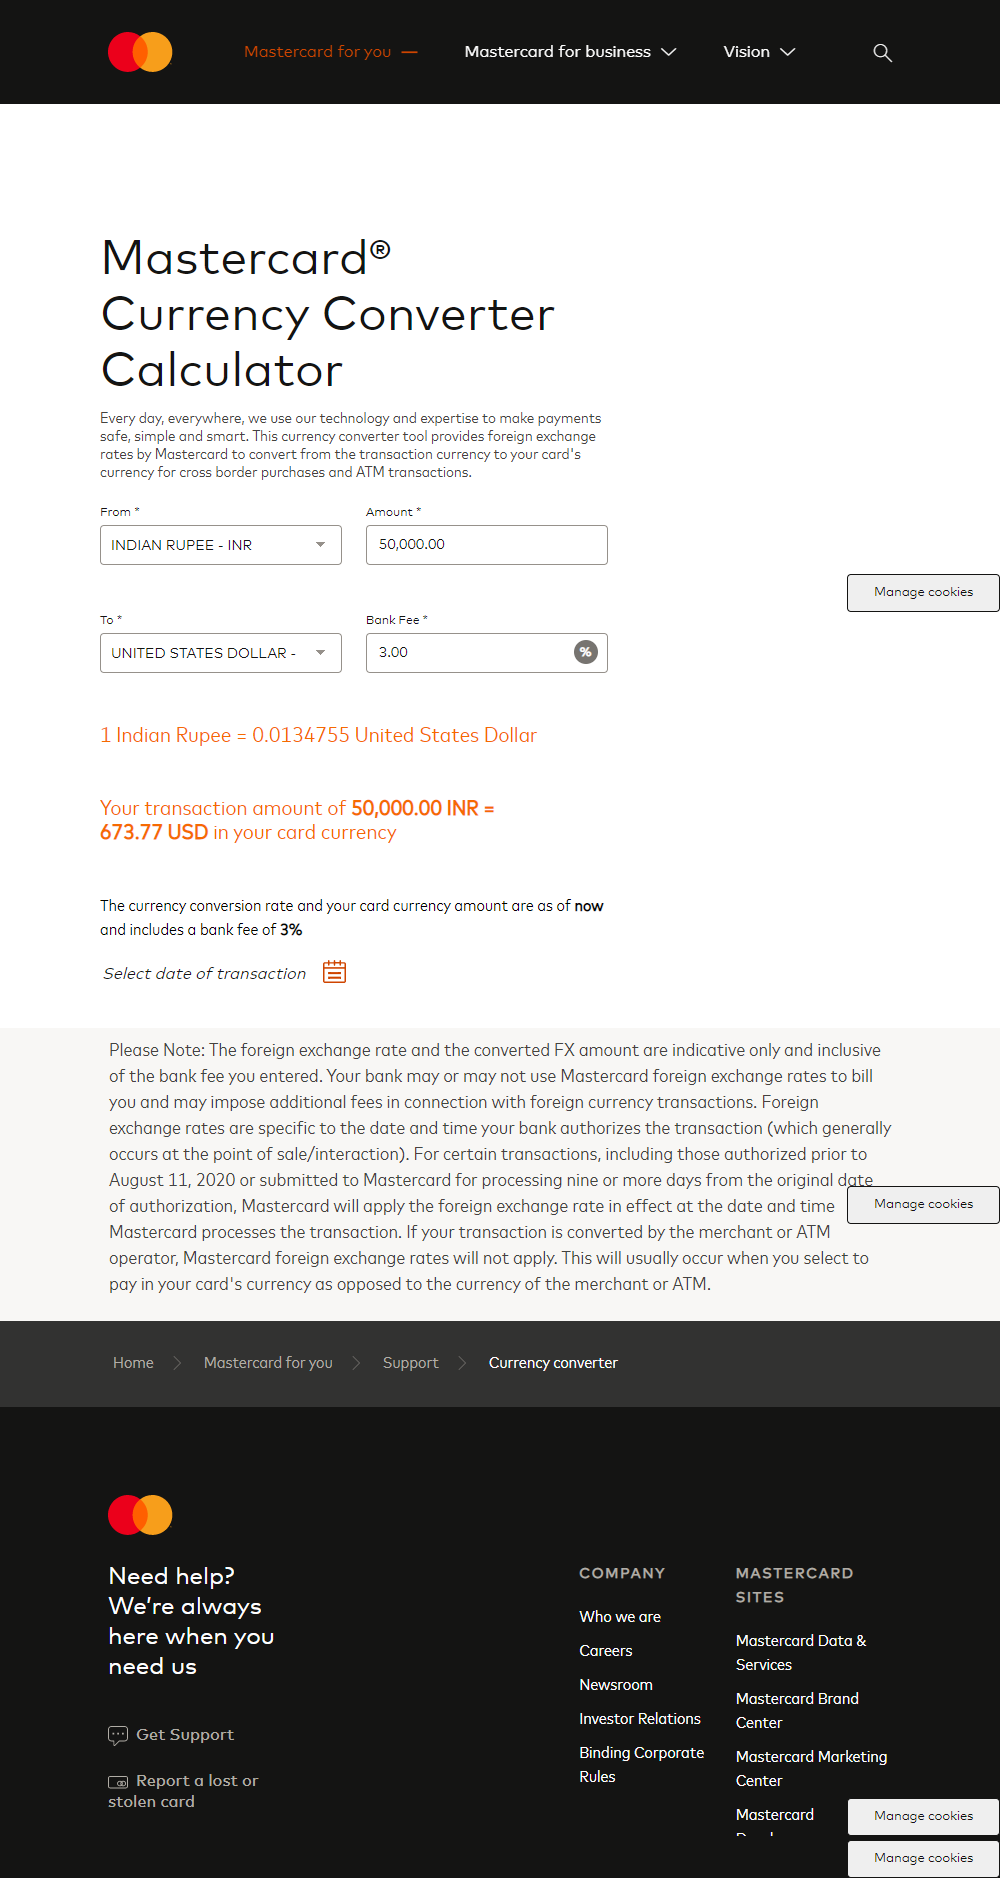 Mastercard for you
Mastercard for business
Vision
Mastercard®
Currency Converter
Calculator
Every day, everywhere, we use our technology and expertise to make payments
safe, simple and smart. This currency converter tool provides foreign exchange
rates by Mastercard to convert from the transaction currency to your card's
currency for cross border purchases and ATM transactions.
From *
Amount *
INDIAN RUPEE - INR
50,000.00
Manage cookies
To *
Bank Fee *
UNITED STATES DOLLAR -
3.00
%
1 Indian Rupee = 0.0134755 United States Dollar
Your transaction amount of 50,000.00 INR =
673.77 USD in your card currency
The currency conversion rate and your card currency amount are as of now
and includes a bank fee of 3%
Select date of transaction
Please Note: The foreign exchange rate and the converted FX amount are indicative only and inclusive
of the bank fee you entered. Your bank may or may not use Mastercard foreign exchange rates to bill
you and may impose additional fees in connection with foreign currency transactions. Foreign
exchange rates are specific to the date and time your bank authorizes the transaction (which generally
occurs at the point of sale/interaction). For certain transactions, including those authorized prior to
August 11, 2020 or submitted to Mastercard for processing nine or more days from the original date
of authorization, Mastercard will apply the foreign exchange rate in effect at the date and time
Manage cookies
Mastercard processes the transaction. If your transaction is converted by the merchant or ATM
operator, Mastercard foreign exchange rates will not apply. This will usually occur when you select to
pay in your card's currency as opposed to the currency of the merchant or ATM.
Home
Mastercard for you
Support
Currency converter
Need help?
We're always
here when you
need us
Get Support
Report a lost or
stolen card
COMPANY
Who we are
Careers
Newsroom
Investor Relations
Binding Corporate
Rules
MASTERCARD
SITES
Mastercard Data &
Services
Mastercard Brand
Center
Mastercard Marketing
Center
Mastercard
Manage cookies
Manage cookies